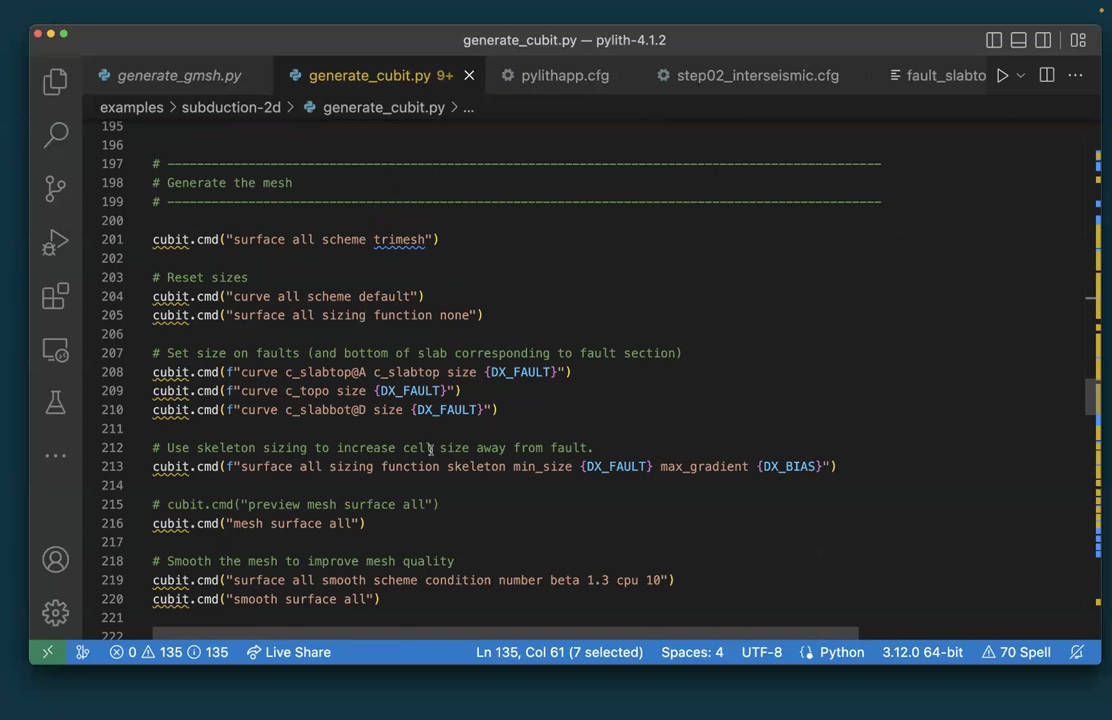 generate_cubit.py — pylith-4.1.2
generate_gmsh.py
generate_cubit.py 9+
pylithapp.cfg
step02_interseismic.cfg
fault_slabto
examples > subduction-2d > generate_cubit.py > ...
195
196
197 # ----------------------------------------------------------------------------------------------------
198 # Generate the mesh
199 # ----------------------------------------------------------------------------------------------------
200
201 cubit.cmd("surface all scheme trimesh")
202
203 # Reset sizes
204 cubit.cmd("curve all scheme default")
205 cubit.cmd("surface all sizing function none")
206
207 # Set size on faults (and bottom of slab corresponding to fault section)
208 cubit.cmd(f"curve c_slabtop@A c_slabtop size {DX_FAULT}")
209 cubit.cmd(f"curve c_topo size {DX_FAULT}")
210 cubit.cmd(f"curve c_slabbot@D size {DX_FAULT}")
211
212 # Use skeleton sizing to increase cell size away from fault.
213 cubit.cmd(f"surface all sizing function skeleton min_size {DX_FAULT} max_gradient {DX_BIAS}")
214
215 # cubit.cmd("preview mesh surface all")
216 cubit.cmd("mesh surface all")
217
218 # Smooth the mesh to improve mesh quality
219 cubit.cmd("surface all smooth scheme condition number beta 1.3 cpu 10")
220 cubit.cmd("smooth surface all")
221
222
0 135 135 Live Share Ln 135, Col 61 (7 selected) Spaces: 4 UTF-8 Python 3.12.0 64-bit 70 Spell